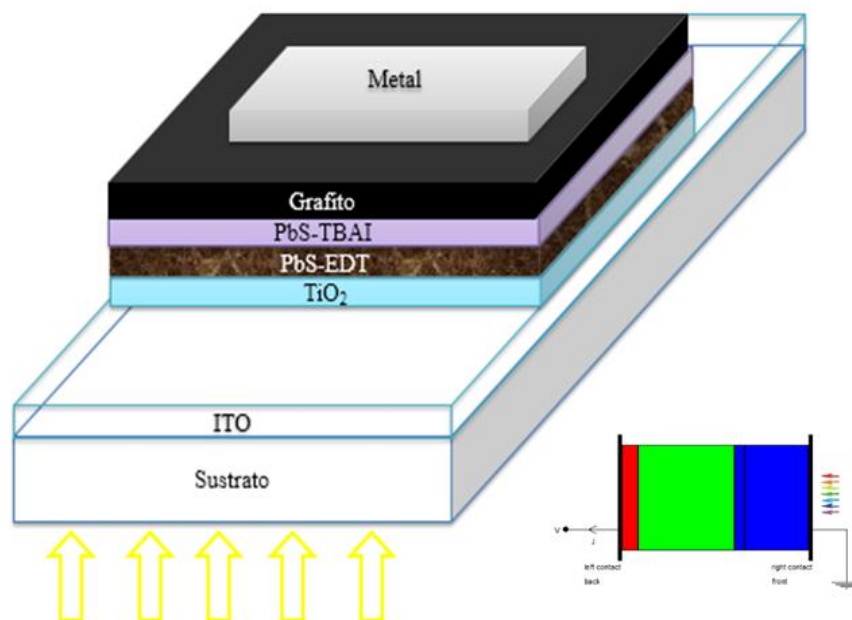 Metal
Grafito
PbS-TBAI
PbS-EDT
TiO₂
ITO
Sustrato
V
left contact
back
right contact
front